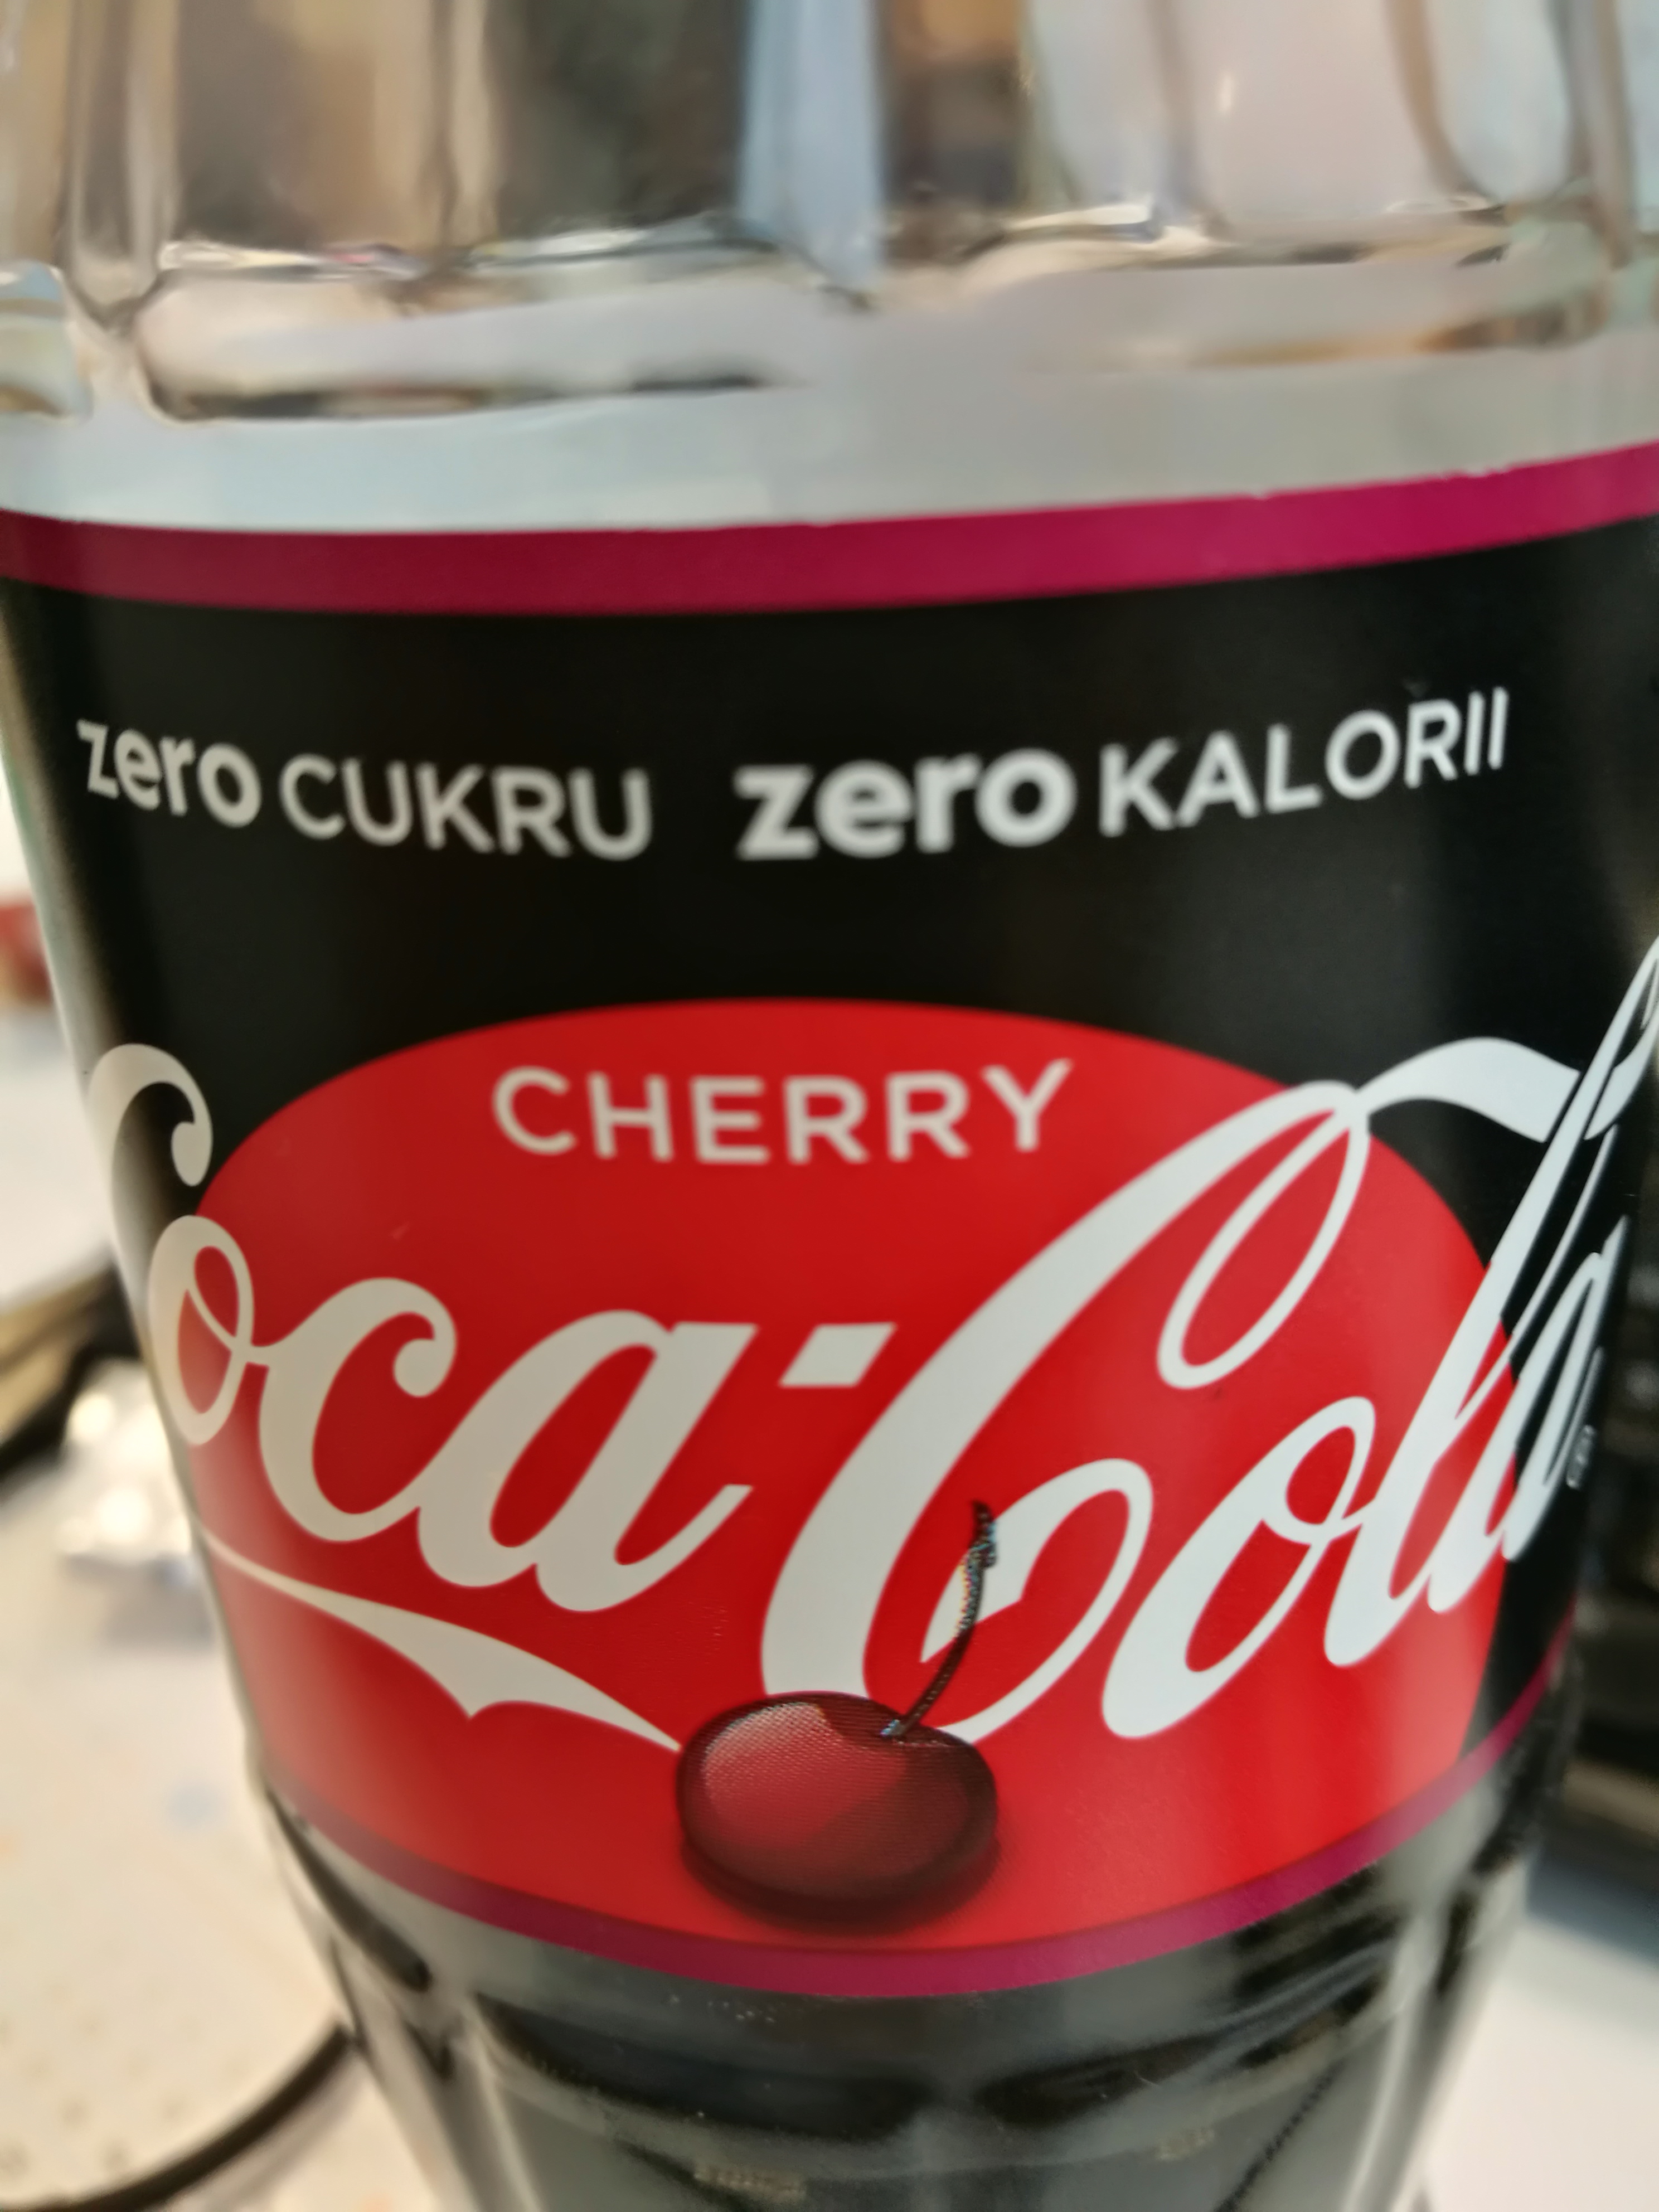 zero CUKRU zero KALORII
CHERRY
Coca-Cola